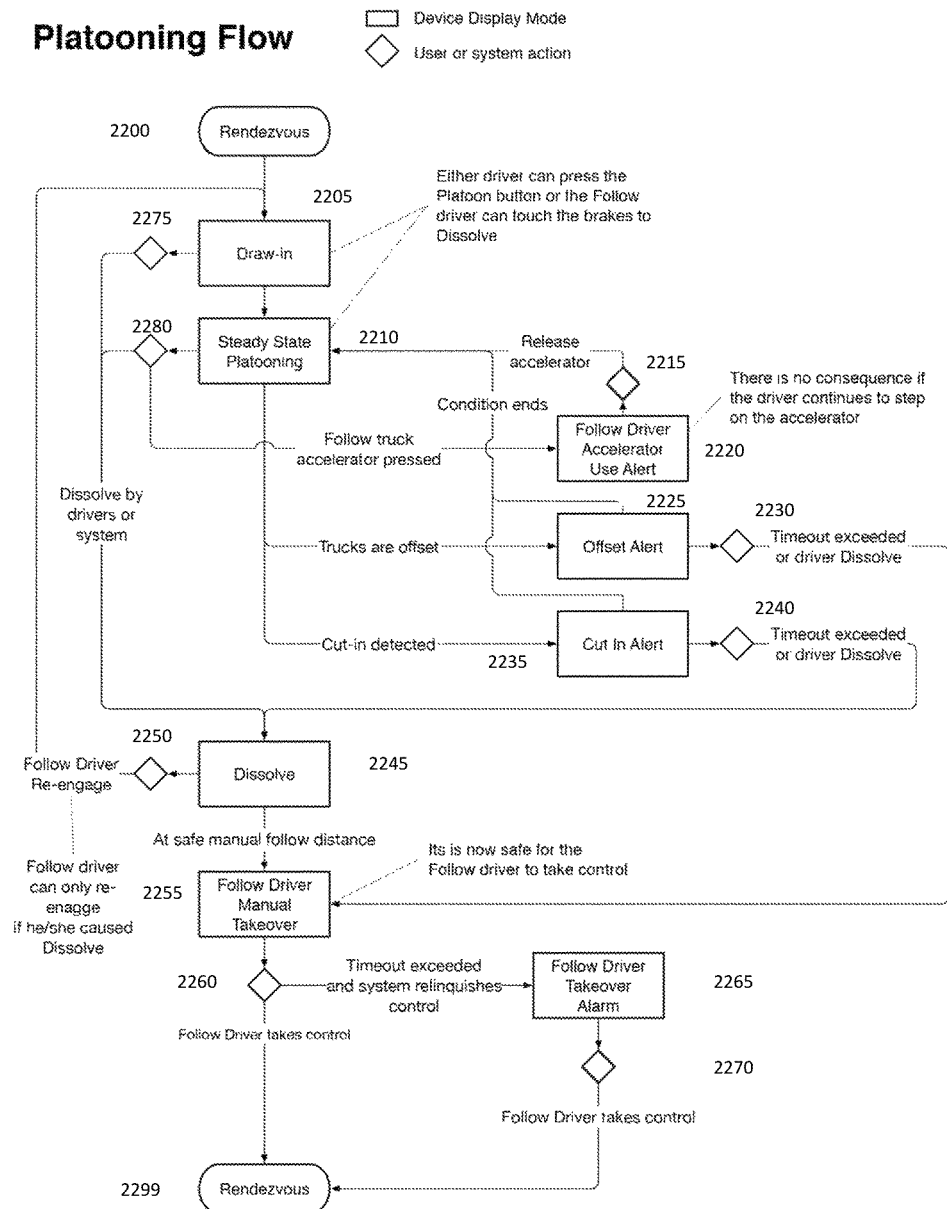 Platooning Flow
Device Display Mode
User or system action
2200
Rendezvous
Either driver can press the
Platoon button or the Follow
driver can touch the brakes to
Dissolve
2205
2275
Draw-in
2280
Steady State
Platooning
2210
Release
accelerator
2215
There is no consequence if
the driver continues to step
on the accelerator
Condition ends
Follow truck
accelerator pressed
Follow Driver
Accelerator
Use Alert
2220
Dissolve by
drivers or
system
2225
2230
Trucks are offset
Offset Alert
Timeout exceeded
or driver Dissolve
2240
Cut-in detected
Cut In Alert
Timeout exceeded
or driver Dissolve
2235
2250
Follow Driver
Re-engage
Dissolve
2245
At safe manual follow distance
Its is now safe for the
Follow driver to take control
Follow driver
can only re-
enagge
if he/she caused
Dissolve
2255
Follow Driver
Manual
Takeover
2260
Timeout exceeded
and system relinquishes
control
Follow Driver
Takeover
Alarm
2265
Follow Driver takes control
2270
Follow Driver takes control
2299
Rendezvous